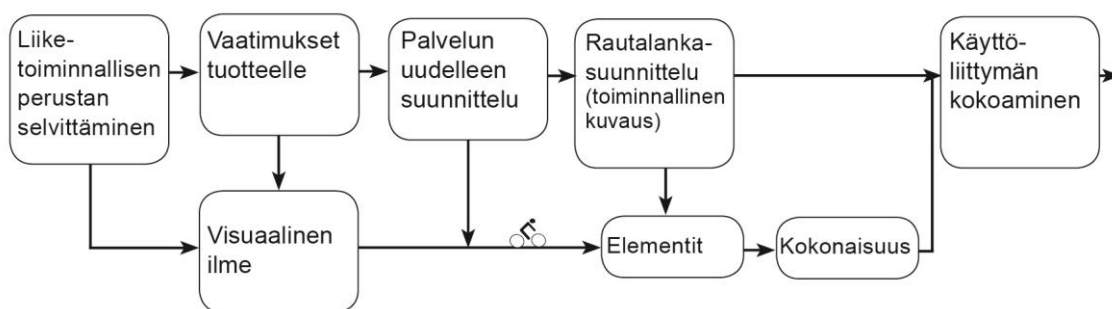 Liike-
toiminnallisen
perustan
selvittäminen
Vaatimukset
tuotteelle
Palvelun
uudelleen
suunnittelu
Rautalanka-
suunnittelu
(toiminnallinen
kuvaus)
Käyttö-
liittymän
kokoaminen
Visuaalinen
ilme
Elementit
Kokonaisuus